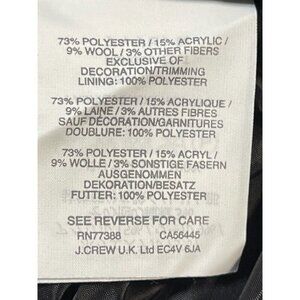 73% POLYESTER / 15% ACRYLIC /
9% WOOL / 3% OTHER FIBERS
EXCLUSIVE OF
DECORATION/TRIMMING
LINING: 100% POLYESTER
73% POLYESTER / 15% ACRYLIQUE /
9% LAINE / 3% AUTRES FIBRES
SAUF DÉCORATION/GARNITURES
DOUBLURE: 100% POLYESTER
73% POLYESTER / 15% ACRYL /
9% WOLLE / 3% SONSTIGE FASERN
AUSGENOMMEN
DEKORATION/BESATZ
FUTTER: 100% POLYESTER
SEE REVERSE FOR CARE
RN77388 CA56445
J.CREW U.K. Ltd EC4V 6JA